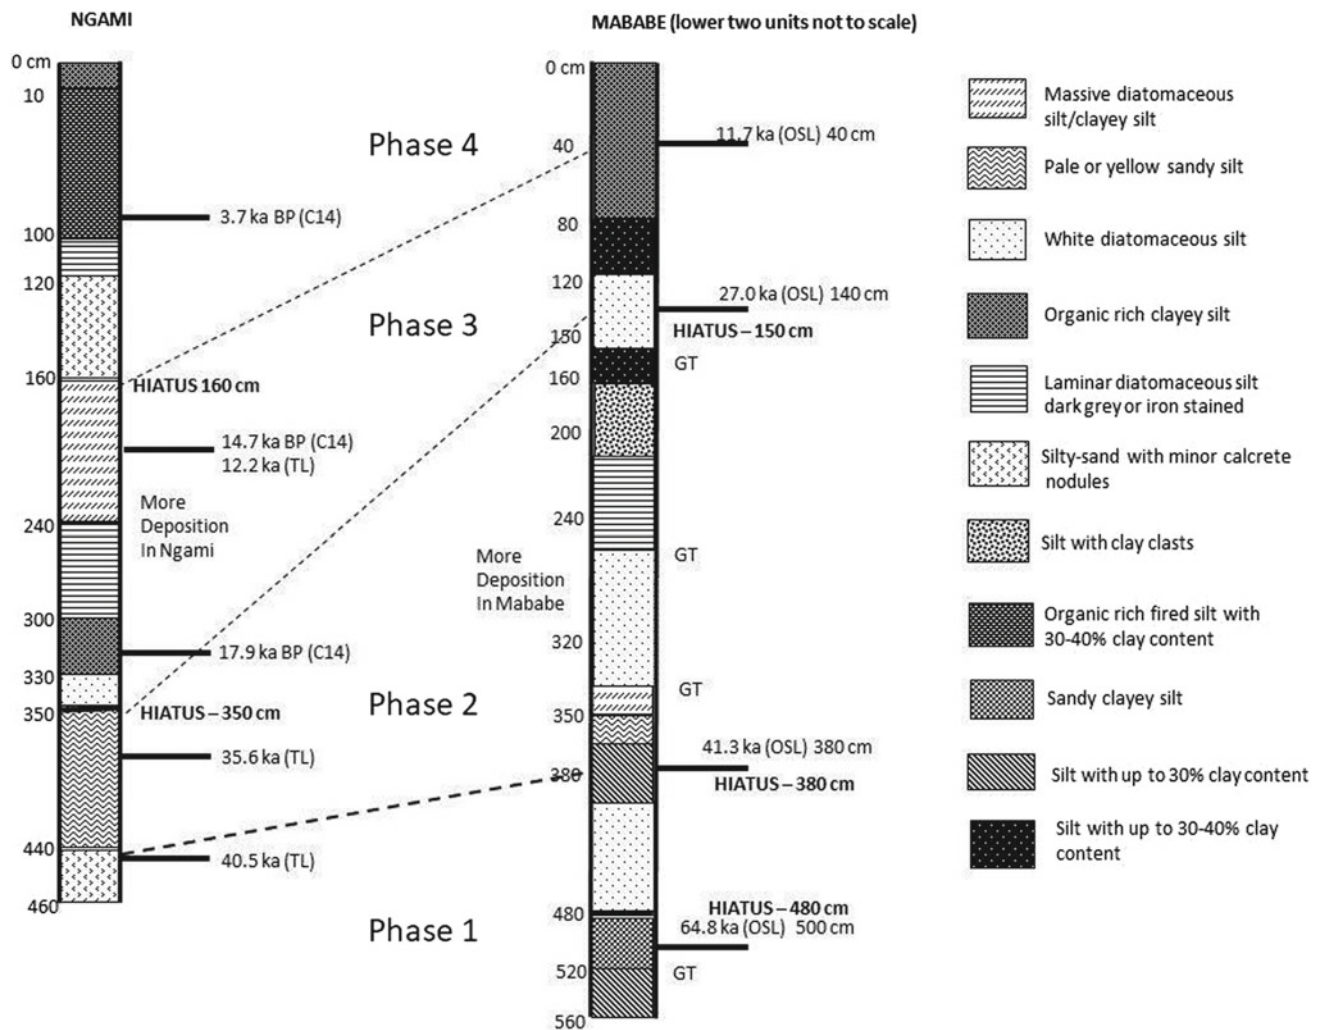 NGAMI
0 cm
10
100
120
160
240
300
330
350
440
460
3.7 ka BP (C14)
HIATUS 160 cm
14.7 ka BP (C14)
12.2 ka (TL)
More
Deposition
In Ngami
17.9 ka BP (C14)
HIATUS – 350 cm
35.6 ka (TL)
40.5 ka (TL)
Phase 4
Phase 3
Phase 2
Phase 1
MABABE (lower two units not to scale)
0 cm
40
80
120
150
160
200
240
320
350
380
480
520
560
More
Deposition
In Mababe
11.7 ka (OSL) 40 cm
27.0 ka (OSL) 140 cm
HIATUS – 150 cm
GT
GT
GT
41.3 ka (OSL) 380 cm
HIATUS – 380 cm
HIATUS – 480 cm
64.8 ka (OSL) 500 cm
GT
Massive diatomaceous
silt/clayey silt
Pale or yellow sandy silt
White diatomaceous silt
Organic rich clayey silt
Laminar diatomaceous silt
dark grey or iron stained
Silty-sand with minor calcrete
nodules
Silt with clay clasts
Organic rich fired silt with
30-40% clay content
Sandy clayey silt
Silt with up to 30% clay content
Silt with up to 30-40% clay
content